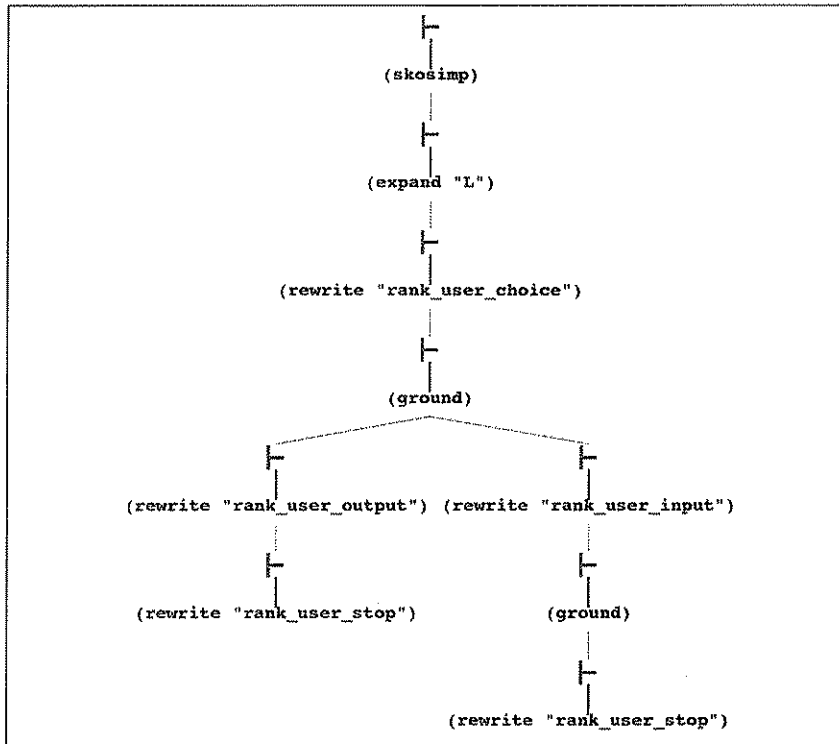 (skosimp)
(expand "L")
(rewrite "rank_user_choice")
(ground)
(rewrite "rank_user_output") (rewrite "rank_user_input")
(rewrite "rank_user_stop") (ground)
(rewrite "rank_user_stop")